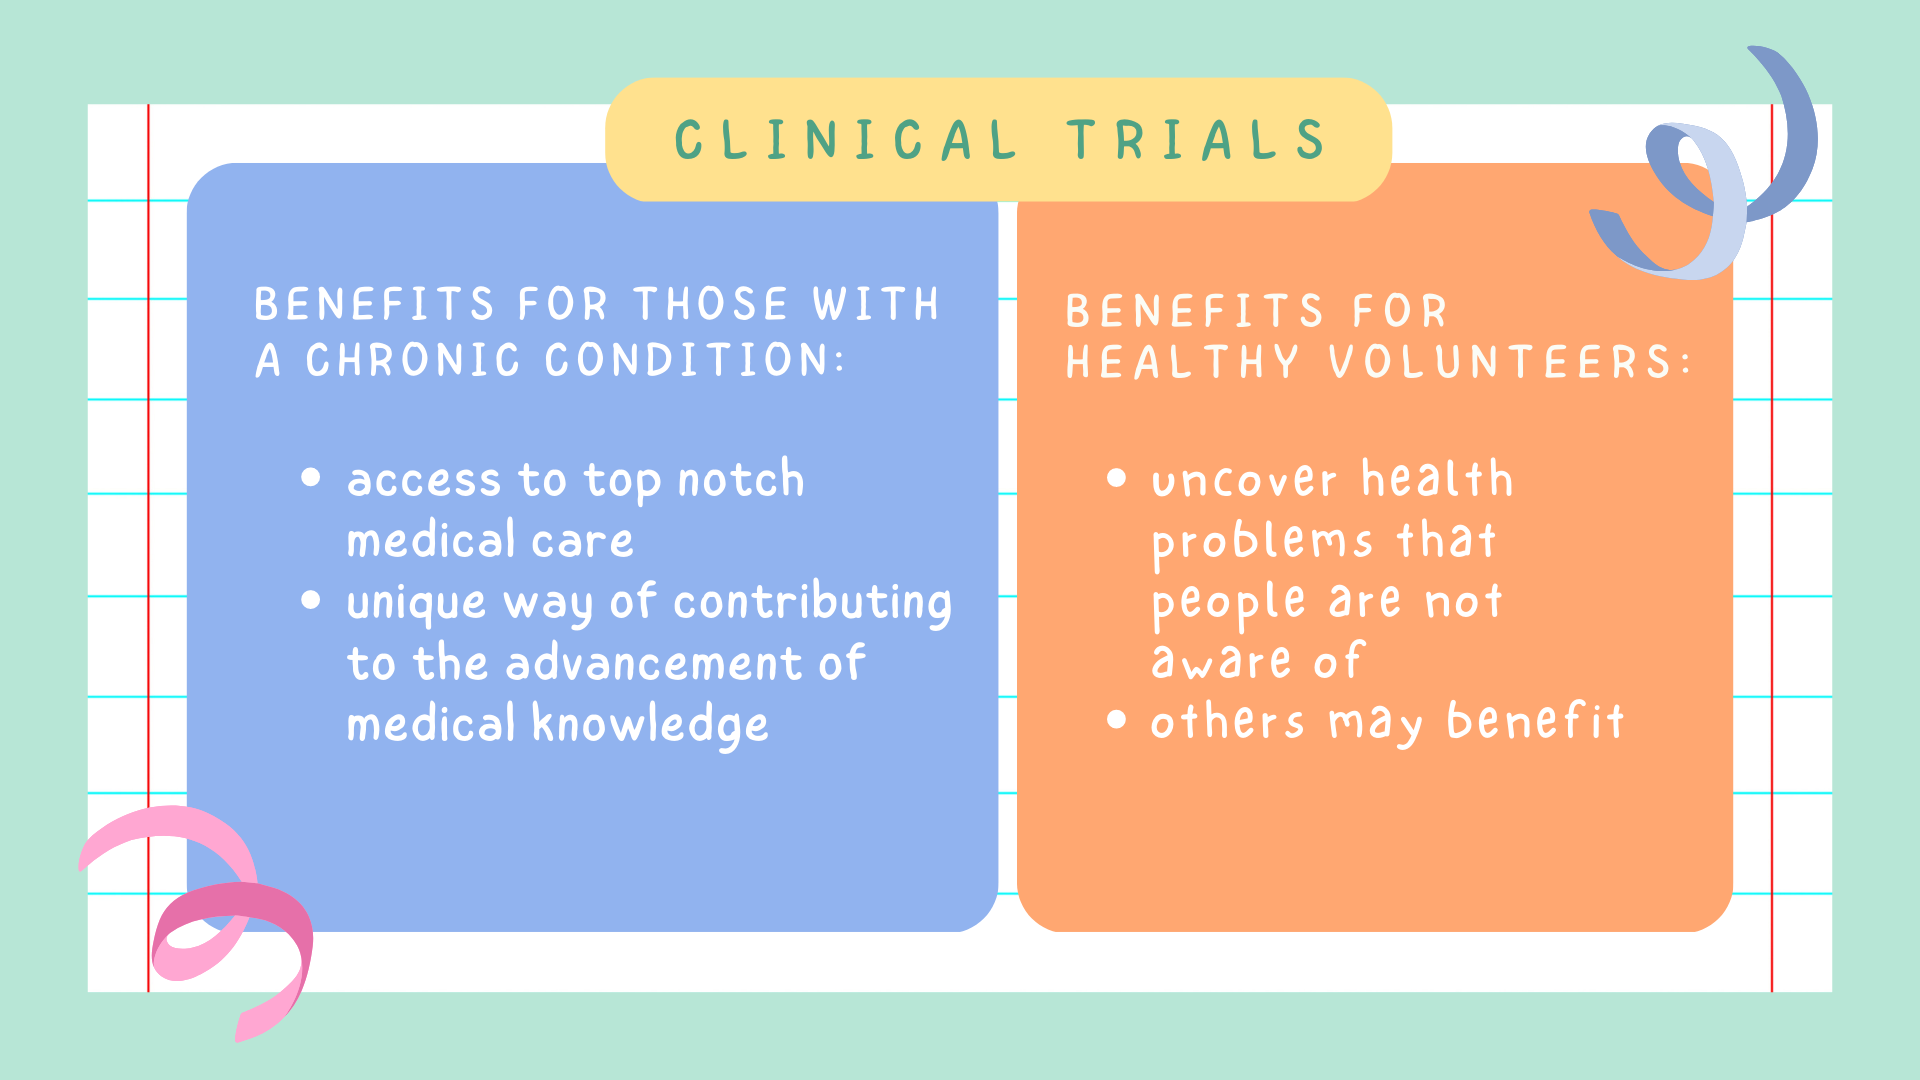 CLINICAL TRIALS
BENEFITS FOR THOSE WITH
A CHRONIC CONDITION:
• access to top notch
medical care
• unique way of contributing
to the advancement of
medical knowledge
BENEFITS FOR
HEALTHY VOLUNTEERS:
• uncover health
problems that
people are not
aware of
• others may benefit